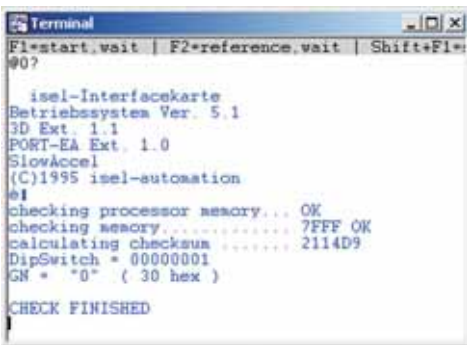 Terminal
F1=start,wait | F2=reference,wait | Shift+F1=
@0?
isel-Interfacekarte
Betriebssystem Ver. 5.1
3D Ext. 1.1
PORT-EA Ext. 1.0
SlowAccel
(C)1995 isel-automation
checking processor memory... OK
checking memory............. 7FFF OK
calculating checksum ....... 2114D9
DipSwitch = 00000001
GN = "0" ( 30 hex )
CHECK FINISHED